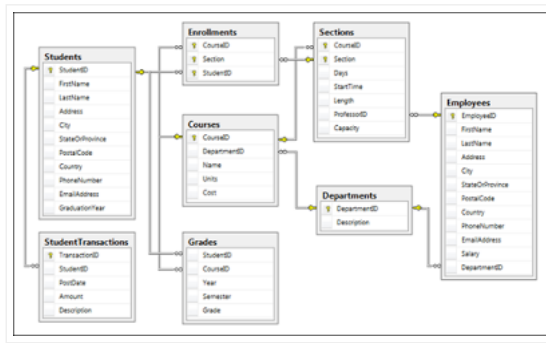 Students
StudentID
FirstName
LastName
Address
City
StateOrProvince
PostalCode
Country
PhoneNumber
EmailAddress
GraduationYear
StudentTransactions
TransactionID
StudentID
PostDate
Amount
Description
Enrollments
CourseID
Section
StudentID
Courses
CourseID
DepartmentID
Name
Units
Cost
Grades
StudentID
CourseID
Year
Semester
Grade
Sections
CourseID
Section
Days
StartTime
Length
ProfessorID
Capacity
Departments
DepartmentID
Description
Employees
EmployeeID
FirstName
LastName
Address
City
StateOrProvince
PostalCode
Country
PhoneNumber
EmailAddress
Salary
DepartmentID